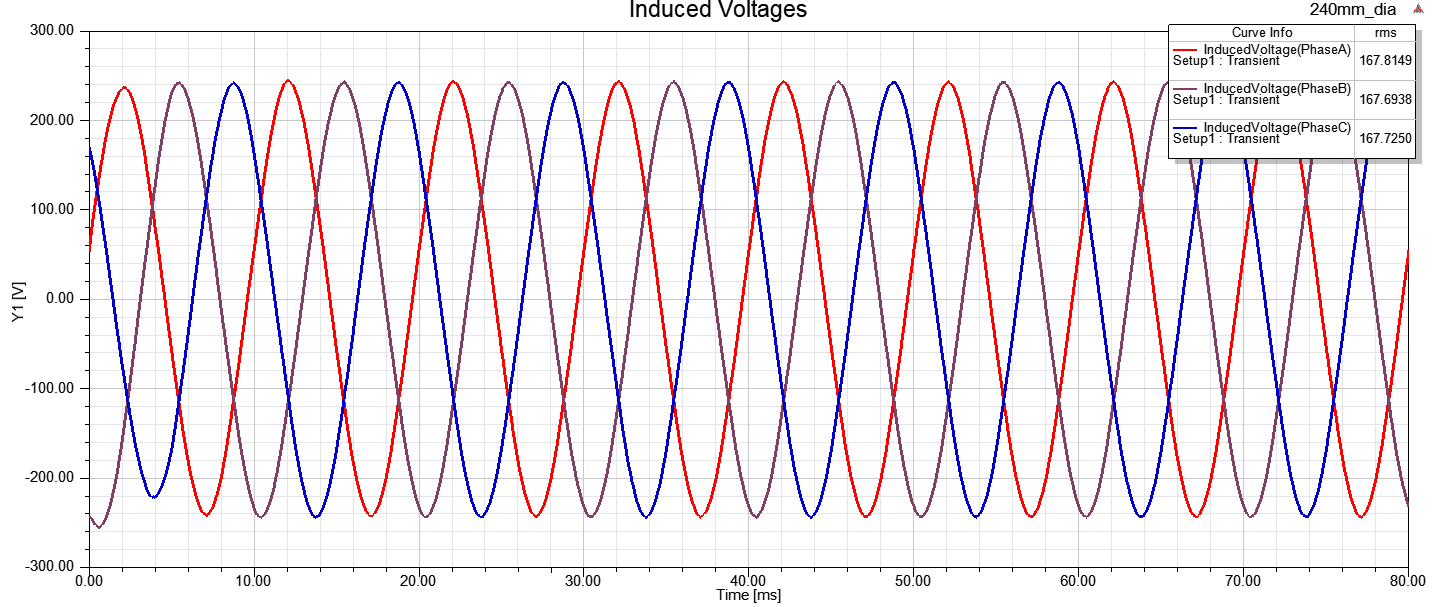 Induced Voltages
240mm_dia
Curve Info rms
InducedVoltage(PhaseA)
Setup1 : Transient 167.8149
InducedVoltage(PhaseB)
Setup1 : Transient 167.6938
InducedVoltage(PhaseC)
Setup1 : Transient 167.7250
300.00
200.00
100.00
0.00
-100.00
-200.00
-300.00
Y1 [V]
0.00 10.00 20.00 30.00 40.00 50.00 60.00 70.00 80.00
Time [ms]